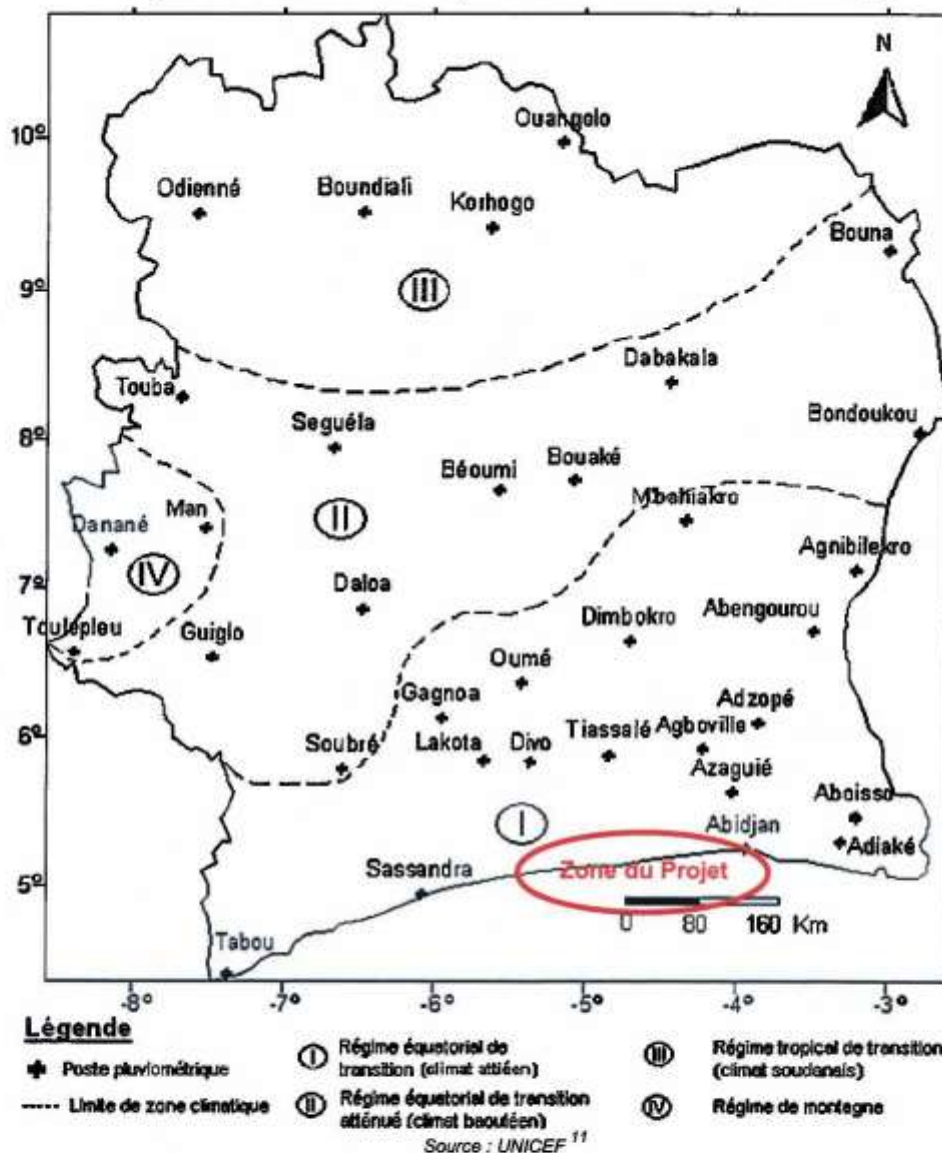 N
Ouangolo
10º
Odienné
Boundiali
Korhogo
Bouna
9º
III
Dabakala
Touba
Seguéla
Bondoukou
8º
Béoumi
Bouaké
Mbahiakro
Man
II
Danané
Agnibilekro
IV
7º
Daloa
Abengourou
Dimbokro
Toulepleu
Guiglo
Oumé
Gagnoa
Adzopé
6º
Soubré
Lakota
Divo
Tiassalé
Agboville
Azaguié
Aboisso
I
Abidjan
Adiaké
Zone du Projet
Sassandra
5º
0 80 160 Km
Tabou
-8º -7º -6º -5º -4º -3º
Légende
Poste pluviométrique
Limite de zone climatique
I Régime équatorial de
transition (climat attiéen)
II Régime équatorial de transition
atténué (climat baouléen)
III Régime tropical de transition
(climat soudanais)
IV Régime de montagne
Source : UNICEF 11